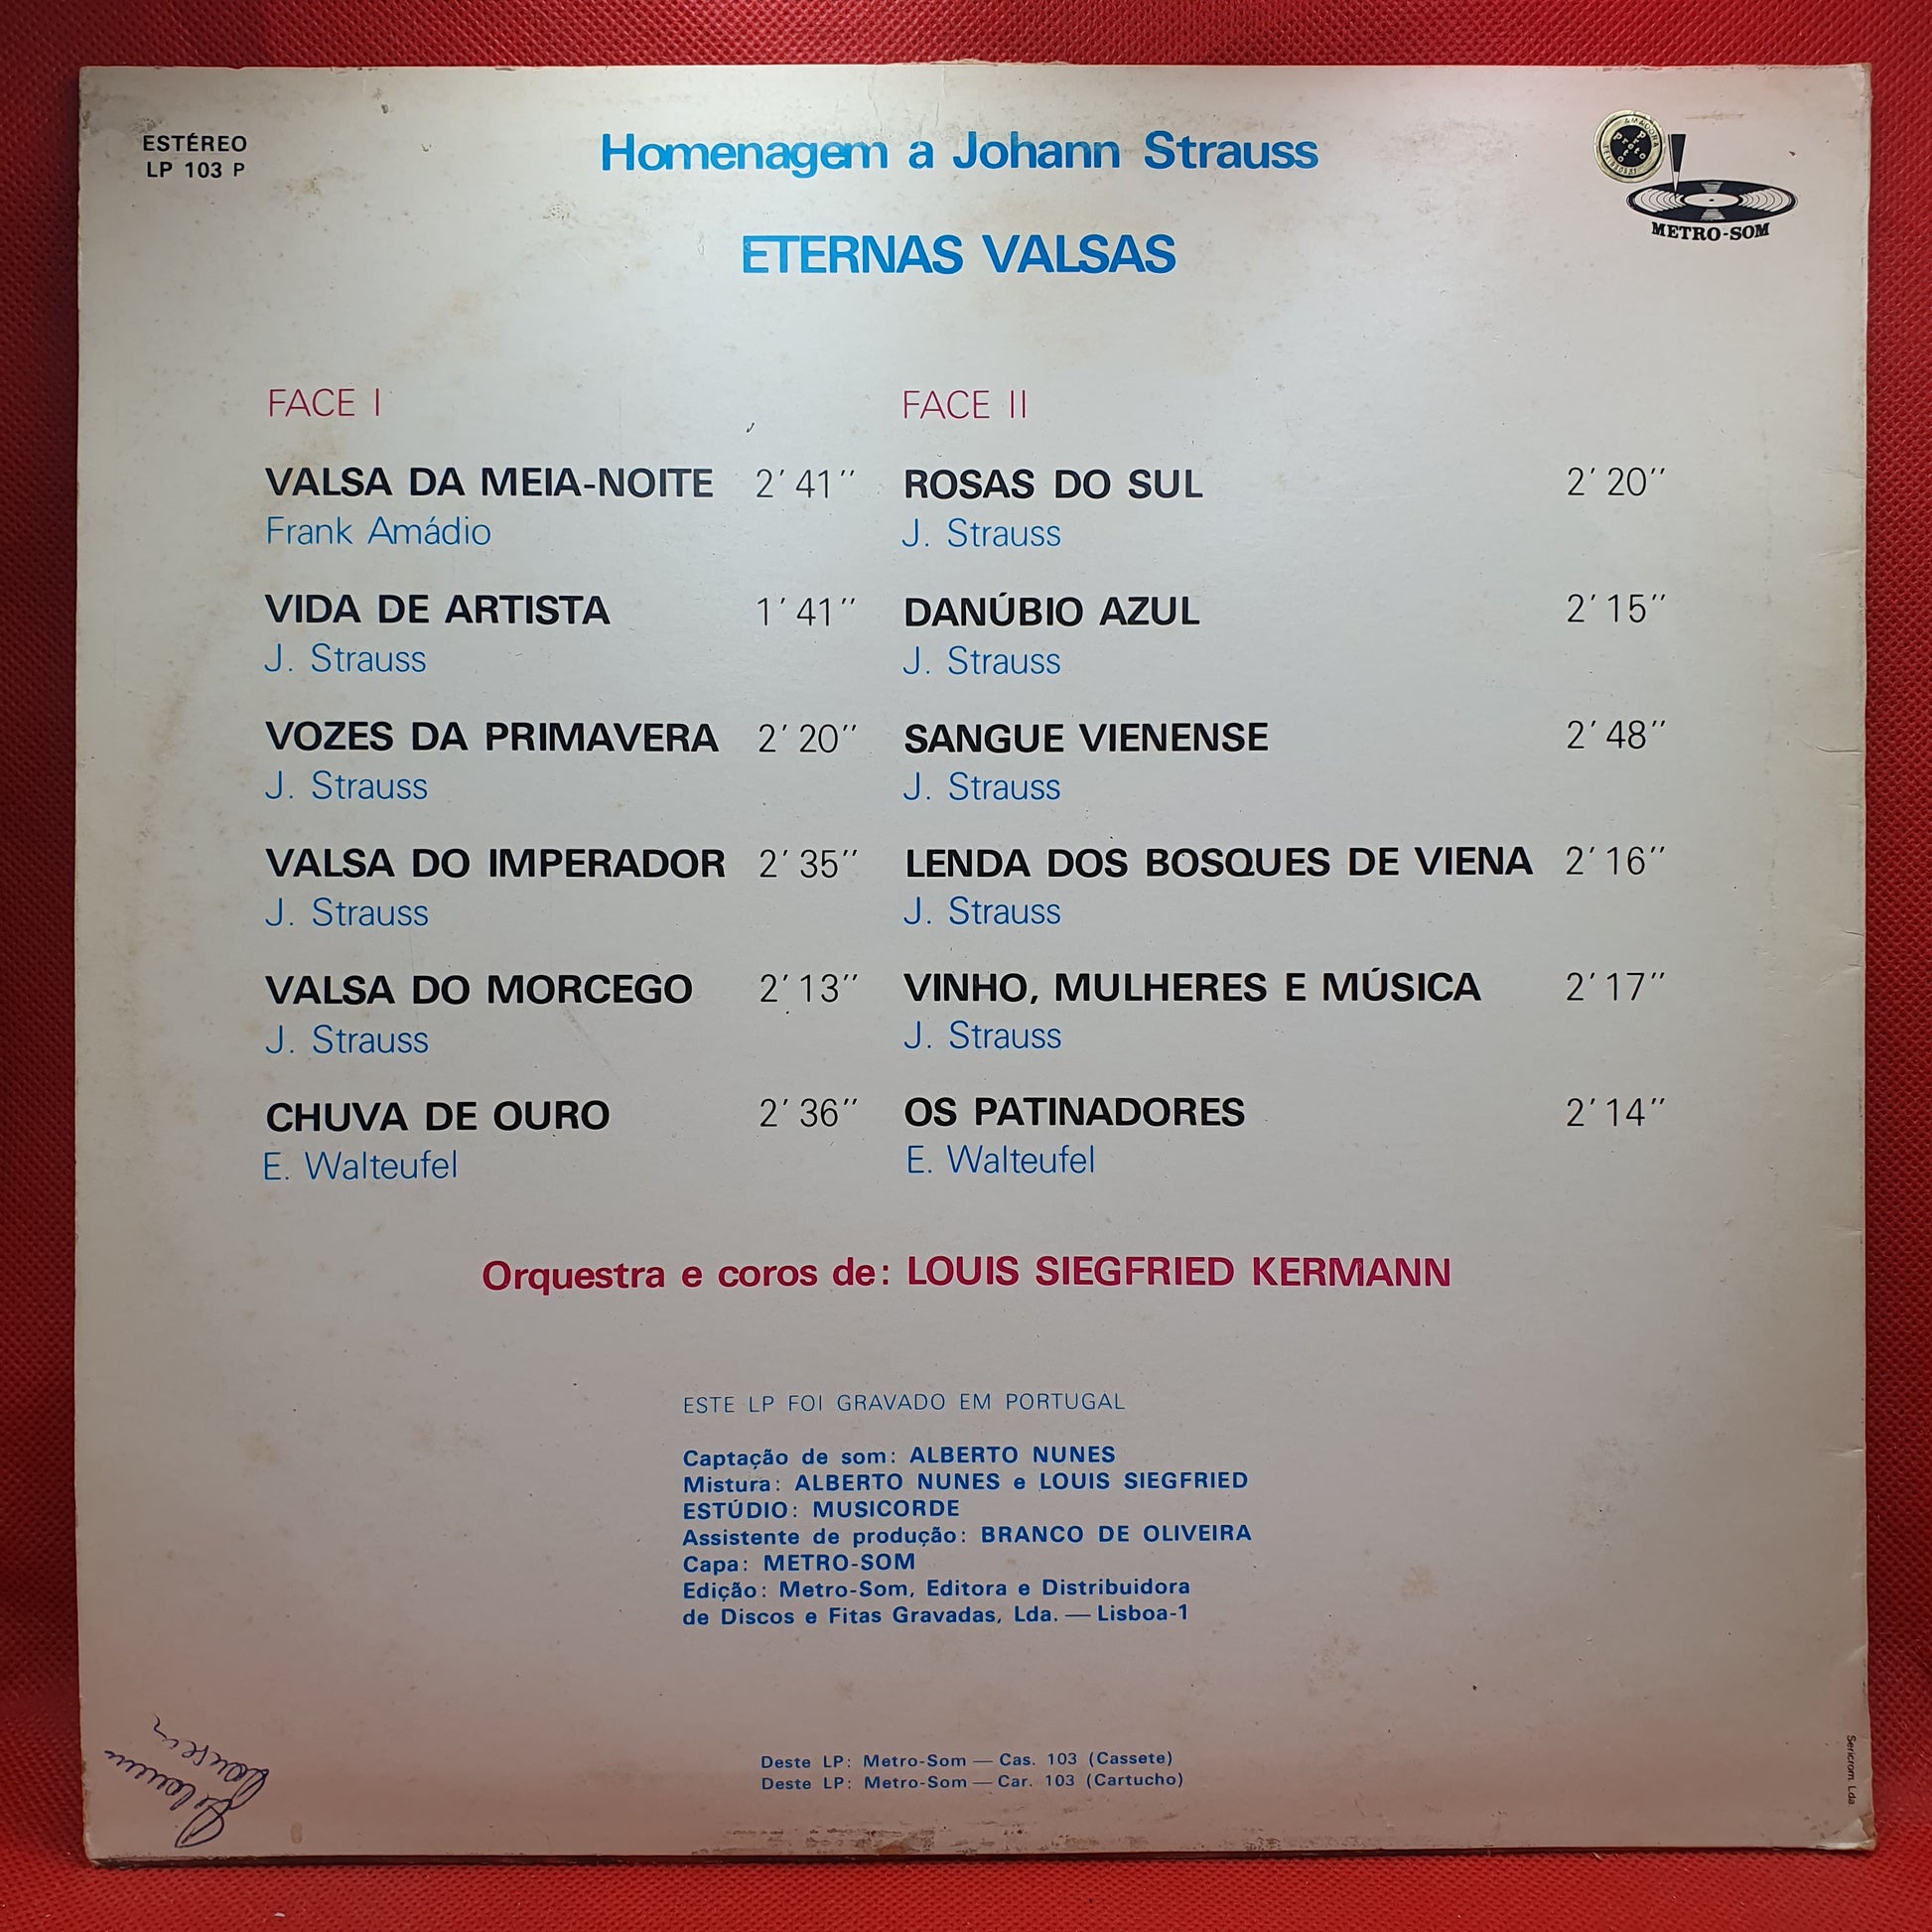 ESTÉREO
LP 103 P
Homenagem a Johann Strauss
ETERNAS VALSAS
METRO-SOM
FACE I
VALSA DA MEIA-NOITE 2' 41''
Frank Amádio
VIDA DE ARTISTA 1' 41''
J. Strauss
VOZES DA PRIMAVERA 2' 20''
J. Strauss
VALSA DO IMPERADOR 2' 35''
J. Strauss
VALSA DO MORCEGO 2' 13''
J. Strauss
CHUVA DE OURO 2' 36''
E. Walteufel
FACE II
ROSAS DO SUL 2' 20''
J. Strauss
DANÚBIO AZUL 2' 15''
J. Strauss
SANGUE VIENENSE 2' 48''
J. Strauss
LENDA DOS BOSQUES DE VIENA 2' 16''
J. Strauss
VINHO, MULHERES E MÚSICA 2' 17''
J. Strauss
OS PATINADORES 2' 14''
E. Walteufel
Orquestra e coros de: LOUIS SIEGFRIED KERMANN
ESTE LP FOI GRAVADO EM PORTUGAL
Captação de som: ALBERTO NUNES
Mistura: ALBERTO NUNES e LOUIS SIEGFRIED
ESTÚDIO: MUSICORDE
Assistente de produção: BRANCO DE OLIVEIRA
Capa: METRO-SOM
Edição: Metro-Som, Editora e Distribuidora
de Discos e Fitas Gravadas, Lda. — Lisboa-1
Deste LP: Metro-Som — Cas. 103 (Cassete)
Deste LP: Metro-Som — Car. 103 (Cartucho)
Sericrom Lda